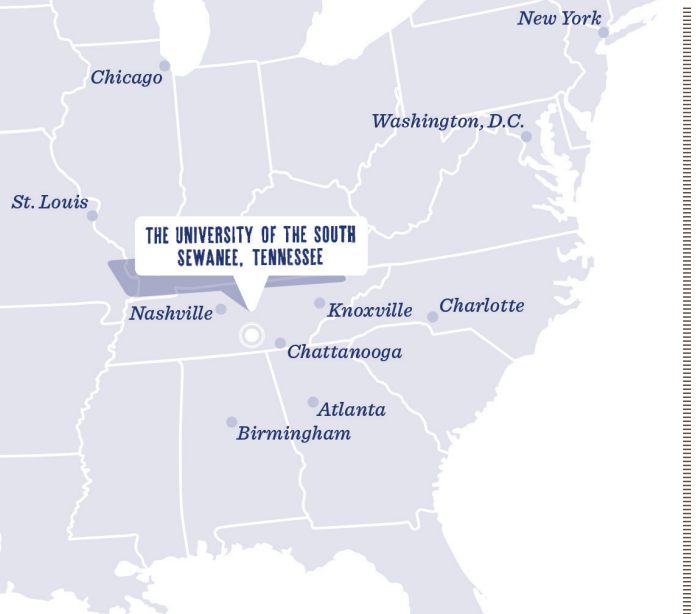 New York
Chicago
Washington, D.C.
St. Louis
THE UNIVERSITY OF THE SOUTH
SEWANEE, TENNESSEE
Nashville
Knoxville
Charlotte
Chattanooga
Atlanta
Birmingham